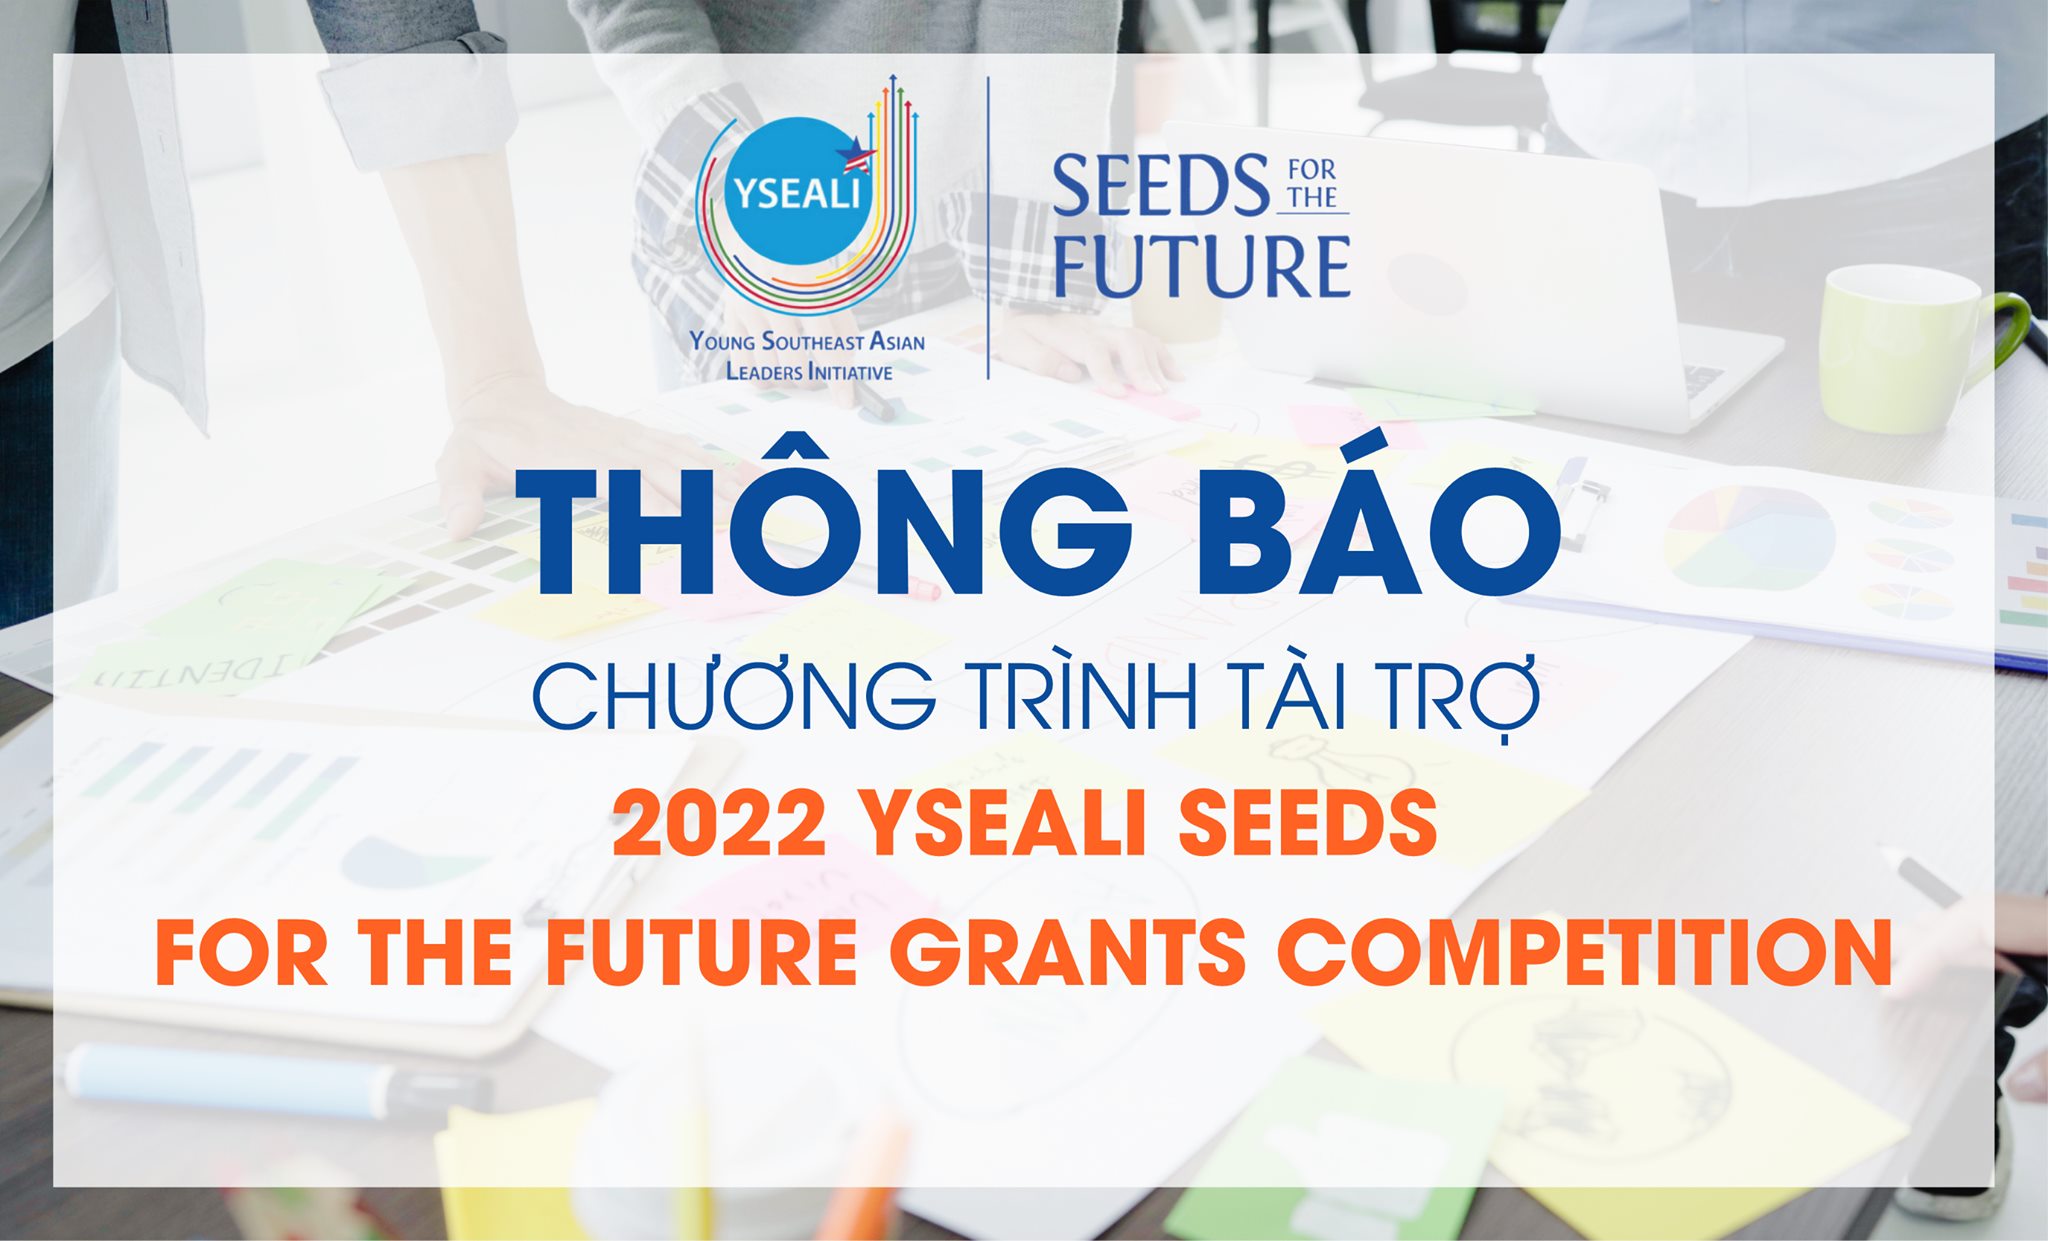 YSEALI
YOUNG SOUTHEAST ASIAN
LEADERS INITIATIVE
SEEDS FOR THE
FUTURE
THÔNG BÁO
CHƯƠNG TRÌNH TÀI TRỢ
2022 YSEALI SEEDS
FOR THE FUTURE GRANTS COMPETITION
IDENTITY